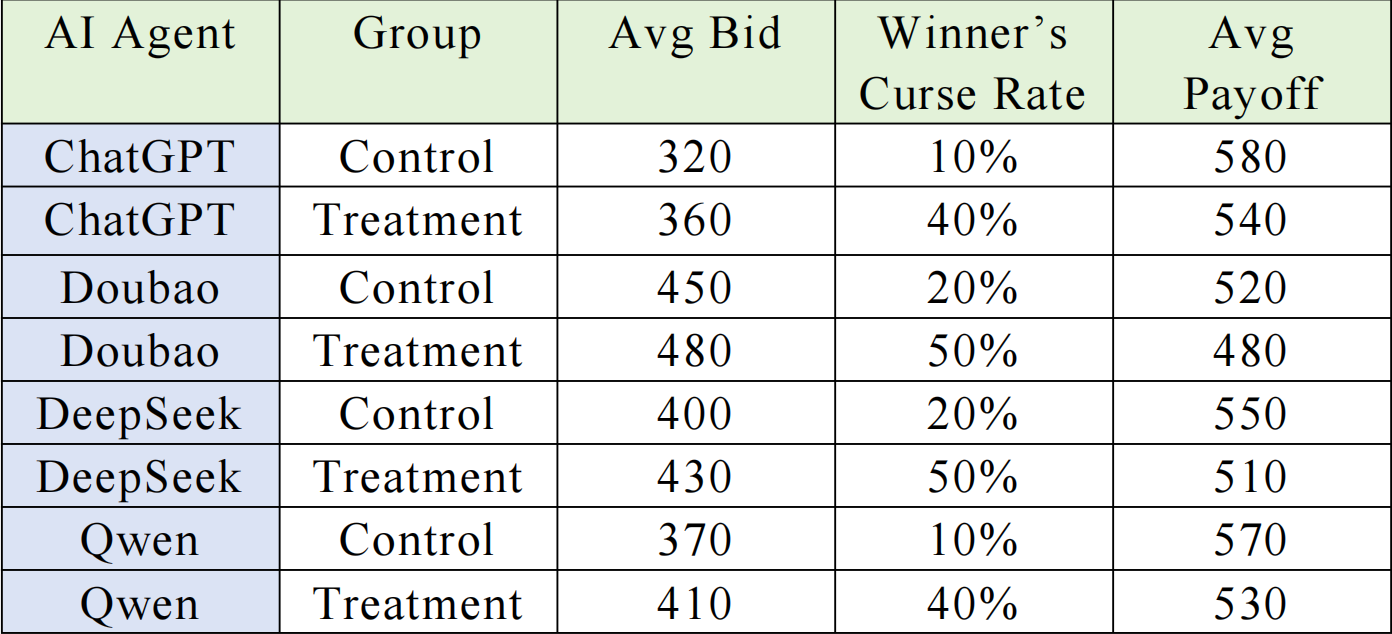 AI Agent Group Avg Bid Winner’s Curse Rate Avg Payoff
ChatGPT Control 320 10% 580
ChatGPT Treatment 360 40% 540
Doubao Control 450 20% 520
Doubao Treatment 480 50% 480
DeepSeek Control 400 20% 550
DeepSeek Treatment 430 50% 510
Qwen Control 370 10% 570
Qwen Treatment 410 40% 530